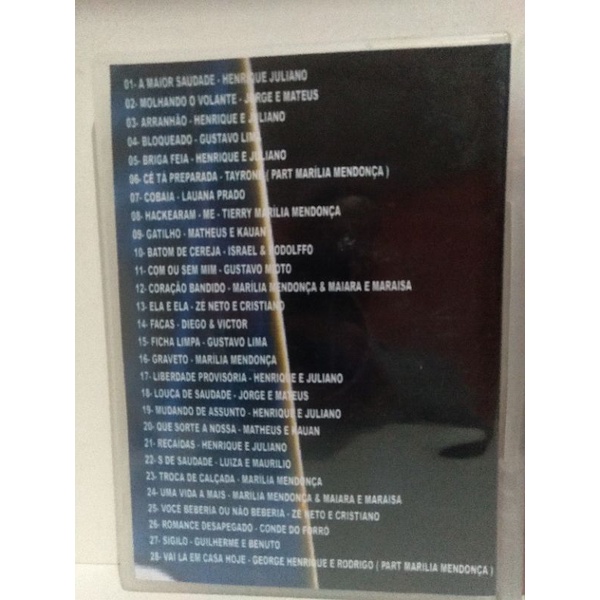 01- A MAIOR SAUDADE - HENRIQUE JULIANO
02- MOLHANDO O VOLANTE - JORGE E MATEUS
03- ARRANHÃO - HENRIQUE E JULIANO
04- BLOQUEADO - GUSTAVO LIMA
05- BRIGA FEIA - HENRIQUE E JULIANO
06- CÊ TÁ PREPARADA - TAYRONE ( PART MARÍLIA MENDONÇA )
07- COBAIA - LAUANA PRADO
08- HACKEARAM - ME - TIERRY MARÍLIA MENDONÇA
09- GATILHO - MATHEUS E KAUAN
10- BATOM DE CEREJA - ISRAEL & RODOLFFO
11- COM OU SEM MIM - GUSTAVO MIOTO
12- CORAÇÃO BANDIDO - MARÍLIA MENDONÇA & MAIARA E MARAISA
13- ELA E ELA - ZÉ NETO E CRISTIANO
14- FACAS - DIEGO & VICTOR
15- FICHA LIMPA - GUSTAVO LIMA
16- GRAVETO - MARÍLIA MENDONÇA
17- LIBERDADE PROVISÓRIA - HENRIQUE E JULIANO
18- LOUCA DE SAUDADE - JORGE E MATEUS
19- MUDANDO DE ASSUNTO - HENRIQUE E JULIANO
20- QUE SORTE A NOSSA - MATHEUS E KAUAN
21- RECAÍDAS - HENRIQUE E JULIANO
22- S DE SAUDADE - LUIZA E MAURILIO
23- TROCA DE CALÇADA - MARÍLIA MENDONÇA
24- UMA VIDA A MAIS - MARÍLIA MENDONÇA & MAIARA E MARAISA
25- VOCÊ BEBERIA OU NÃO BEBERIA - ZÉ NETO E CRISTIANO
26- ROMANCE DESAPEGADO - CONDE DO FORRÓ
27- SIGILO - GUILHERME E BENUTO
28- VAI LA EM CASA HOJE - GEORGE HENRIQUE E RODRIGO ( PART MARÍLIA MENDONÇA )